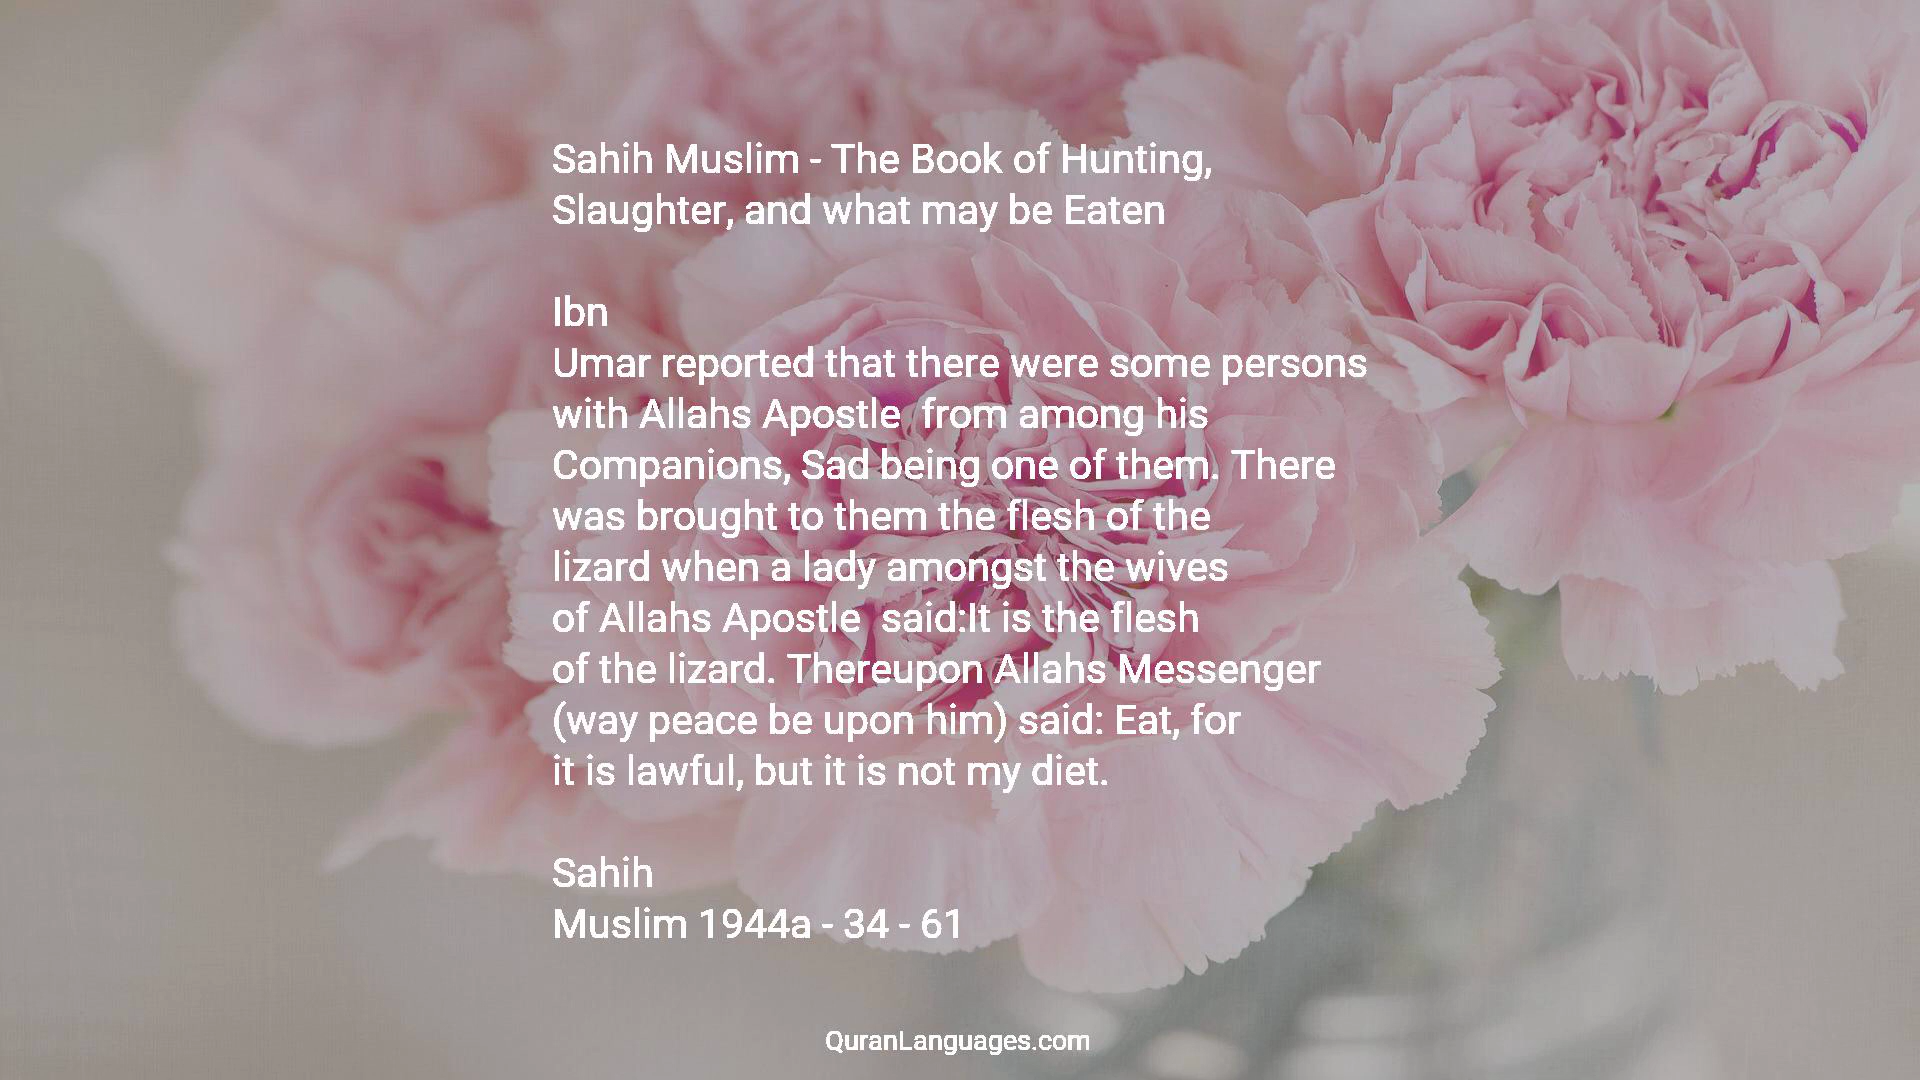 Sahih Muslim - The Book of Hunting,
Slaughter, and what may be Eaten
Ibn
Umar reported that there were some persons
with Allahs Apostle  from among his
Companions, Sad being one of them. There
was brought to them the flesh of the
lizard when a lady amongst the wives
of Allahs Apostle  said:It is the flesh
of the lizard. Thereupon Allahs Messenger
(way peace be upon him) said: Eat, for
it is lawful, but it is not my diet.
Sahih
Muslim 1944a - 34 - 61
QuranLanguages.com